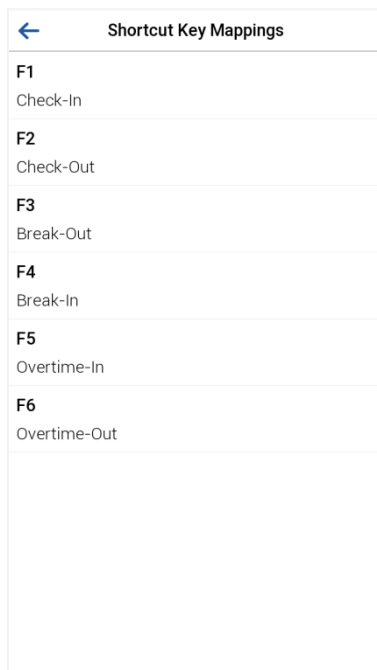 Shortcut Key Mappings
F1
Check-In
F2
Check-Out
F3
Break-Out
F4
Break-In
F5
Overtime-In
F6
Overtime-Out